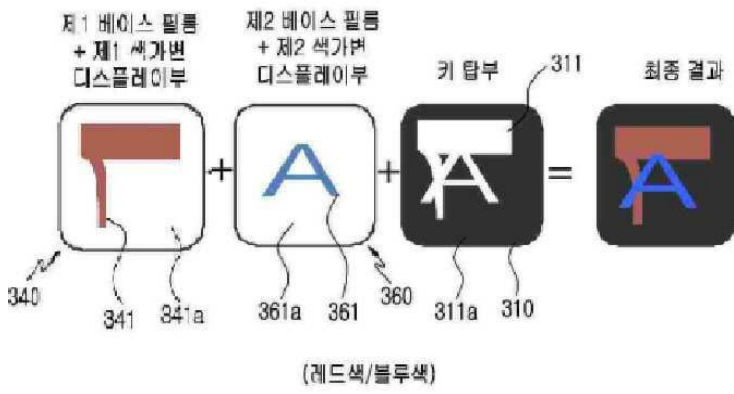 제1 베이스 필름
+ 제1 색가변
디스플레이부
제2 베이스 필름
+ 제2 색가변
디스플레이부
키 탑부
311
최종 결과
+
A
+
A
=
A
340
341
341a
361a
361
360
311a
310
(레드색/블루색)